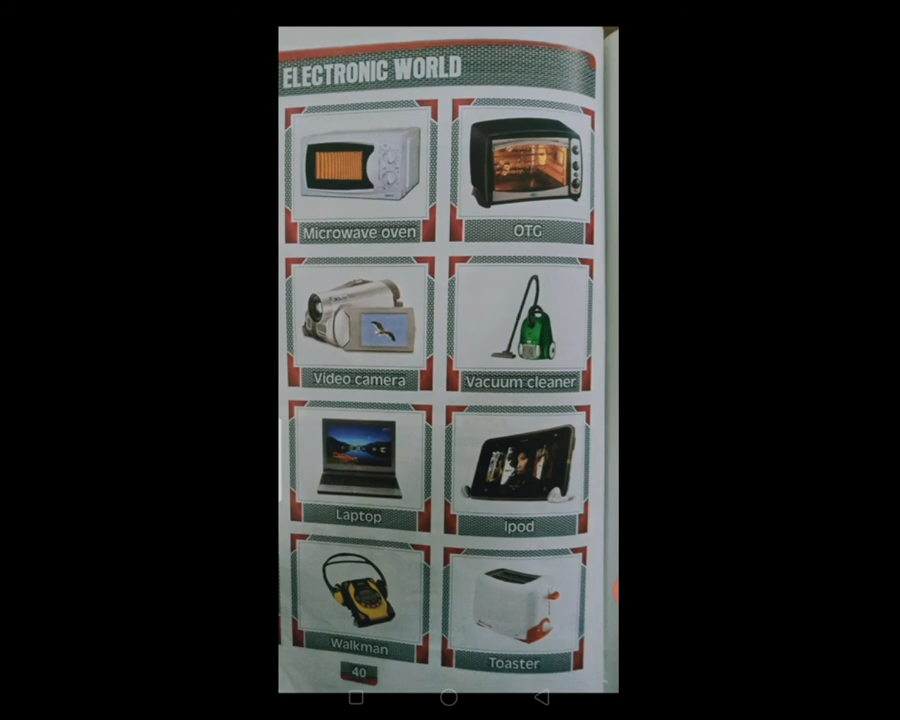 ELECTRONIC WORLD
Microwave oven
OTG
Video camera
Vacuum cleaner
Laptop
Ipod
Walkman
Toaster
40